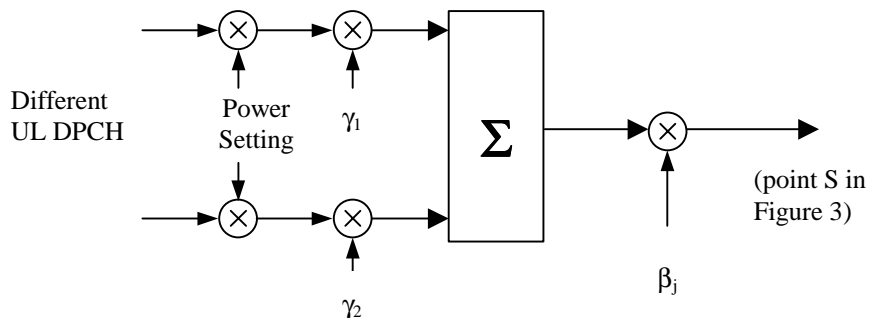 Different
UL DPCH
Power
Setting
γ1
γ2
Σ
βj
(point S in
Figure 3)